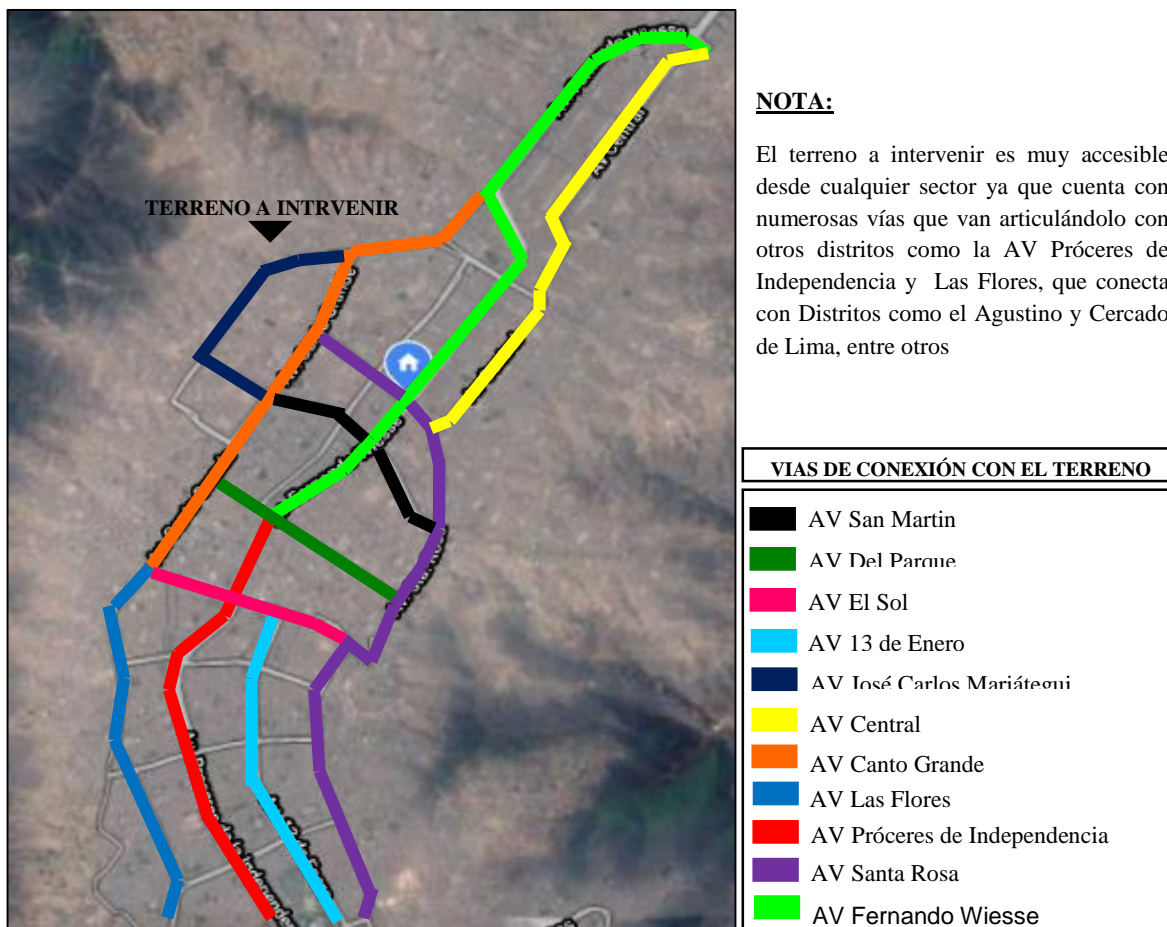 TERRENO A INTRVENIR
Av Central
NOTA:
El terreno a intervenir es muy accesible
desde cualquier sector ya que cuenta con
numerosas vías que van articulándolo con
otros distritos como la AV Próceres de
Independencia y Las Flores, que conecta
con Distritos como el Agustino y Cercado
de Lima, entre otros
VIAS DE CONEXIÓN CON EL TERRENO
AV San Martin
AV Del Parque
AV El Sol
AV 13 de Enero
AV José Carlos Mariátegui
AV Central
AV Canto Grande
AV Las Flores
AV Próceres de Independencia
AV Santa Rosa
AV Fernando Wiesse